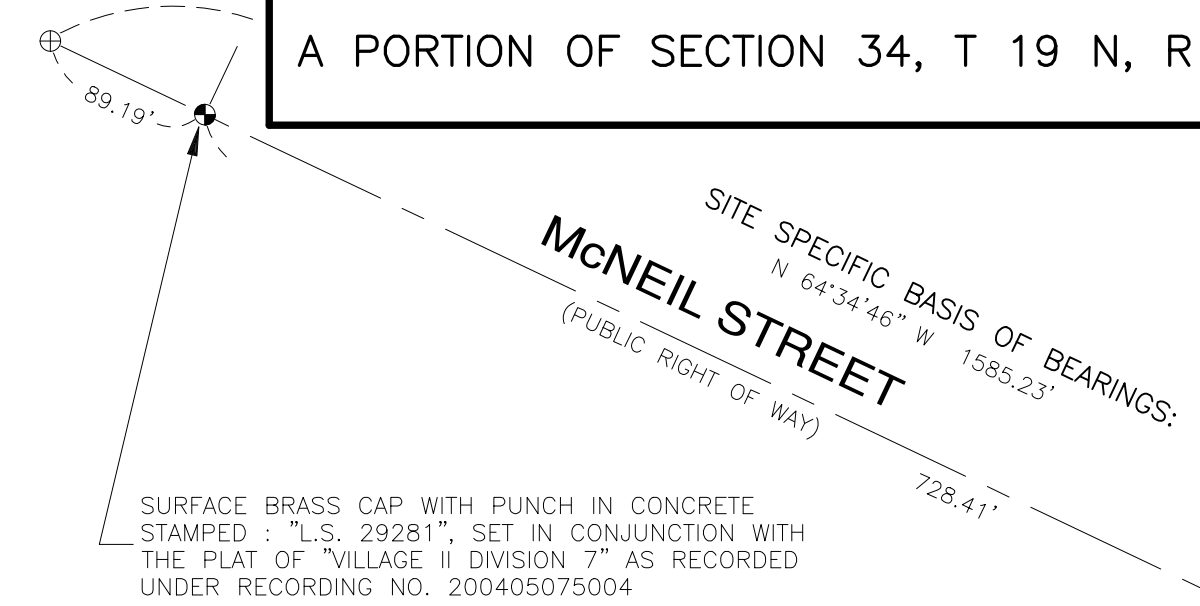 A PORTION OF SECTION 34, T 19 N, R
89.19'
SITE SPECIFIC BASIS OF BEARINGS:
N 64°34'46" W 1585.23'
McNEIL STREET
(PUBLIC RIGHT OF WAY)
728.41'
SURFACE BRASS CAP WITH PUNCH IN CONCRETE
STAMPED : "L.S. 29281", SET IN CONJUNCTION WITH
THE PLAT OF "VILLAGE II DIVISION 7" AS RECORDED
UNDER RECORDING NO. 200405075004